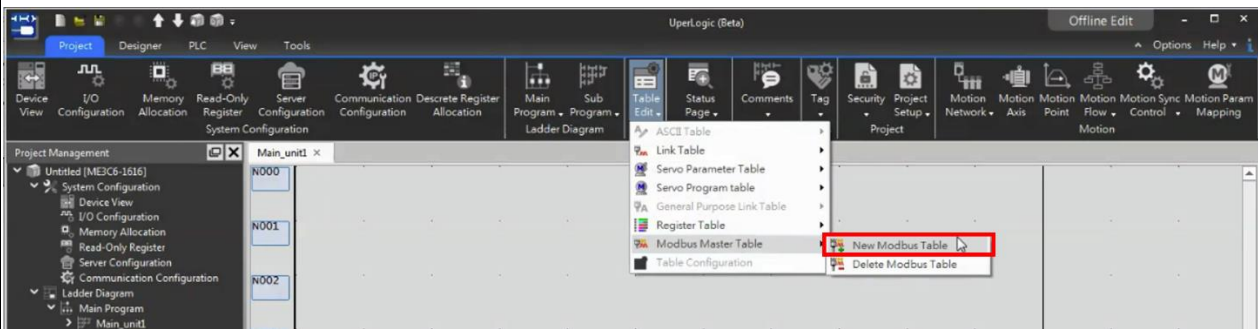 UperLogic (Beta)
Offline Edit
Project Designer PLC View Tools
Options Help
Device View
I/O Configuration
Memory Allocation
Read-Only Register
Server Configuration
Communication Configuration
Descrete Register Allocation
System Configuration
Main Program
Sub Program
Ladder Diagram
Table Edit
Status Page
Comments
Tag
Security
Project Setup
Project
Motion Network
Motion Axis
Motion Point
Motion Flow
Motion Sync Control
Motion Param Mapping
Motion
Project Management
Main_unit1
Untitled [ME3C6-1616]
System Configuration
Device View
I/O Configuration
Memory Allocation
Read-Only Register
Server Configuration
Communication Configuration
Ladder Diagram
Main Program
Main_unit1
N000
N001
N002
ASCII Table
Link Table
Servo Parameter Table
Servo Program table
General Purpose Link Table
Register Table
Modbus Master Table
Table Configuration
New Modbus Table
Delete Modbus Table